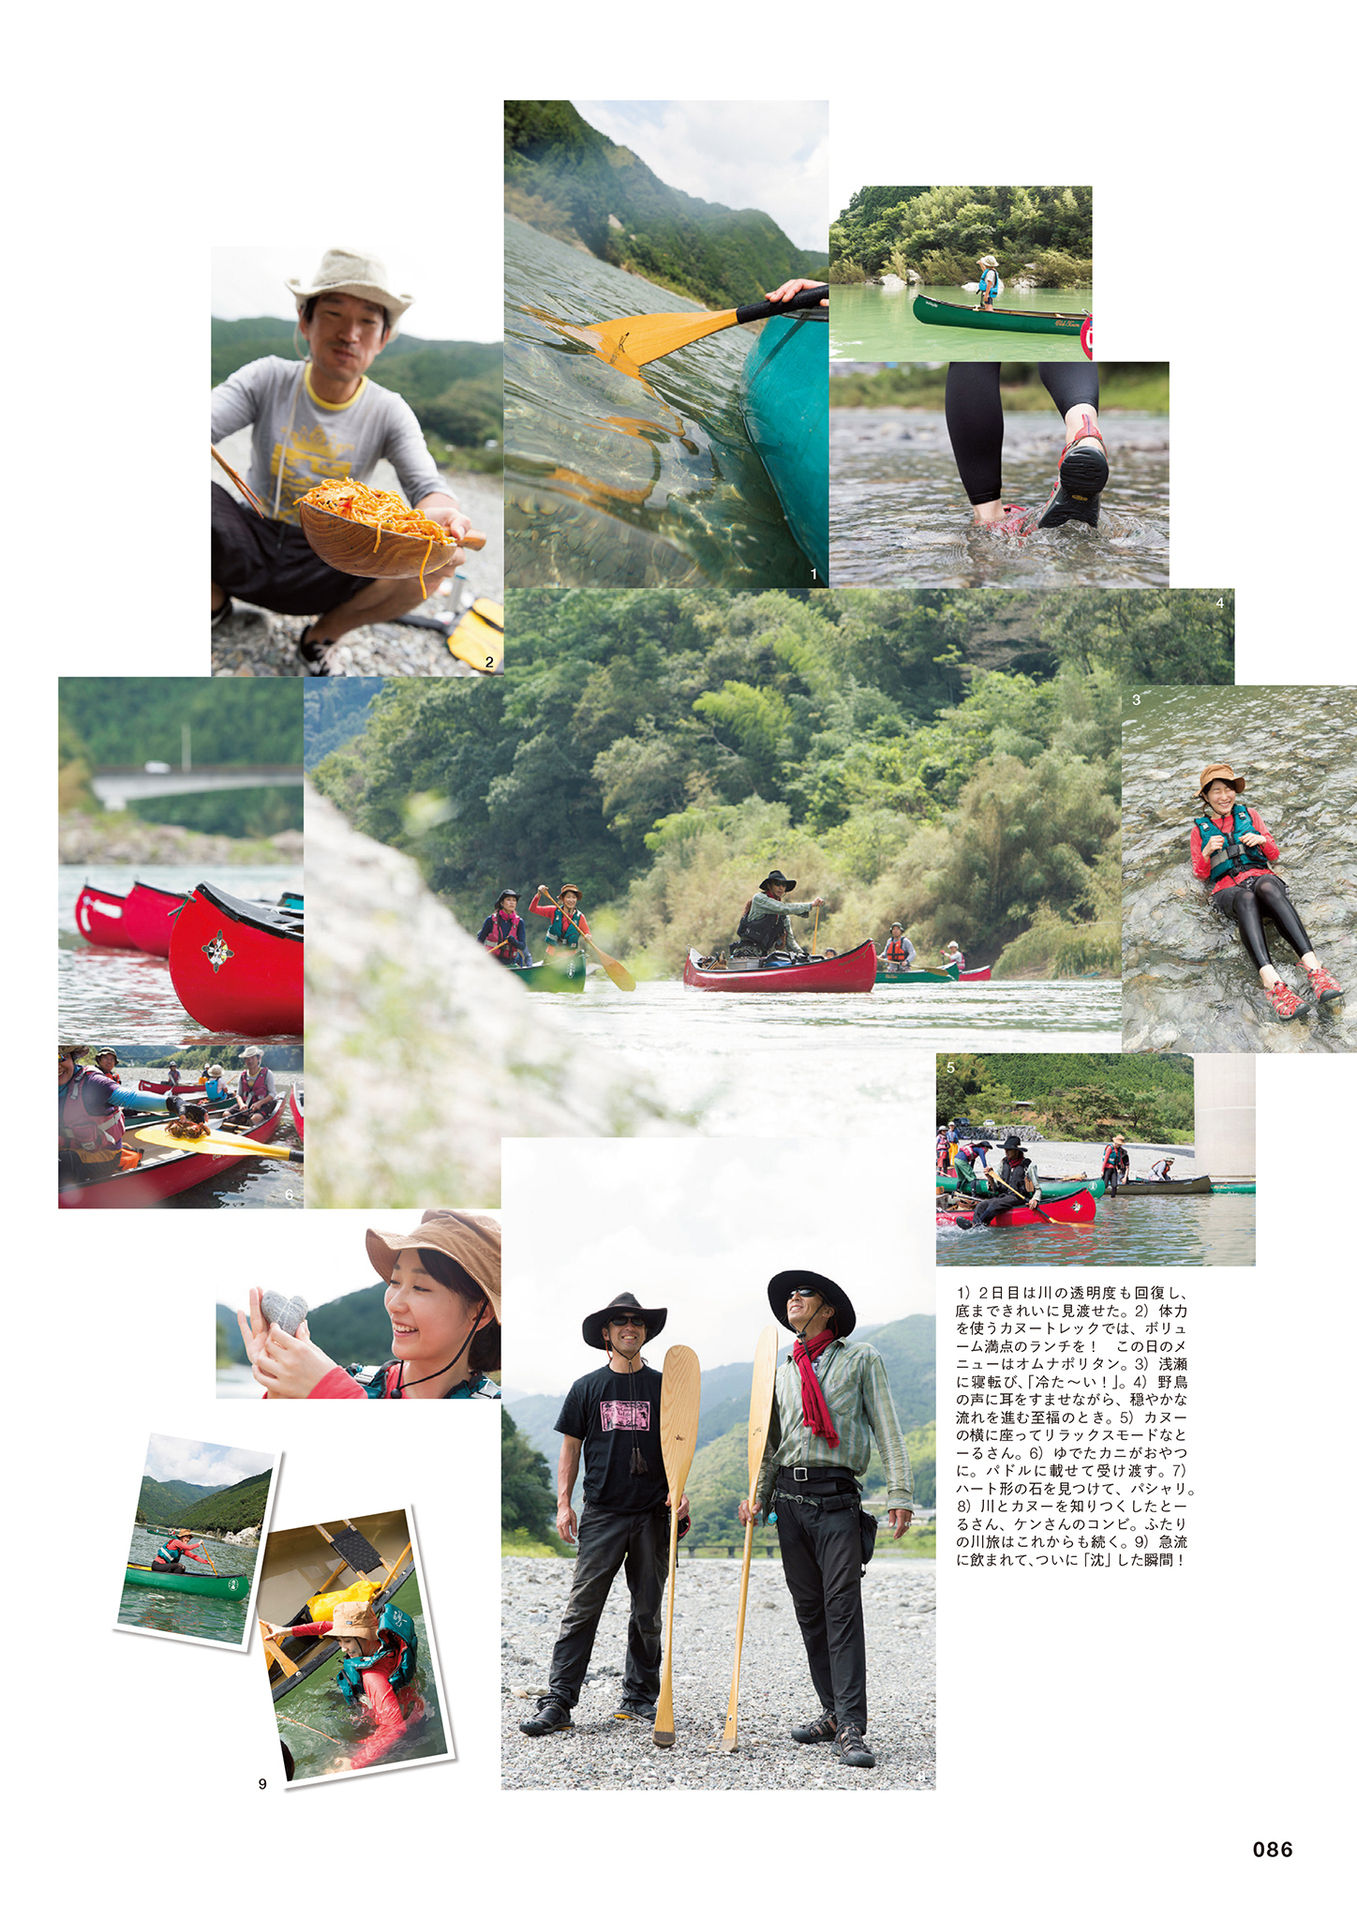 1
2
3
4
5
6
7
8
9
Old Town
1）2日目は川の透明度も回復し、
底まできれいに見渡せた。2）体力
を使うカヌートレックでは、ボリュ
ーム満点のランチを！　この日のメ
ニューはオムナポリタン。3）浅瀬
に寝転び、「冷た〜い！」。4）野鳥
の声に耳をすませながら、穏やかな
流れを進む至福のとき。5）カヌー
の横に座ってリラックスモードなと
ーるさん。6）ゆでたカニがおやつ
に。パドルに載せて受け渡す。7）
ハート形の石を見つけて、パシャリ。
8）川とカヌーを知りつくしたとー
るさん、ケンさんのコンビ。ふたり
の川旅はこれからも続く。9）急流
に飲まれて、ついに「沈」した瞬間！
086